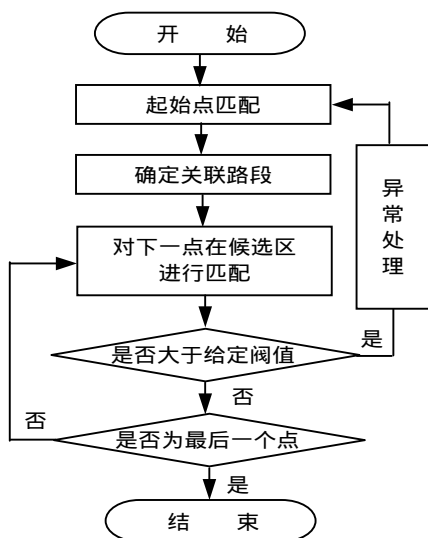 开 始
起始点匹配
确定关联路段
异
常
处
理
对下一点在候选区
进行匹配
是否大于给定阀值
是
否
是否为最后一个点
否
是
结 束